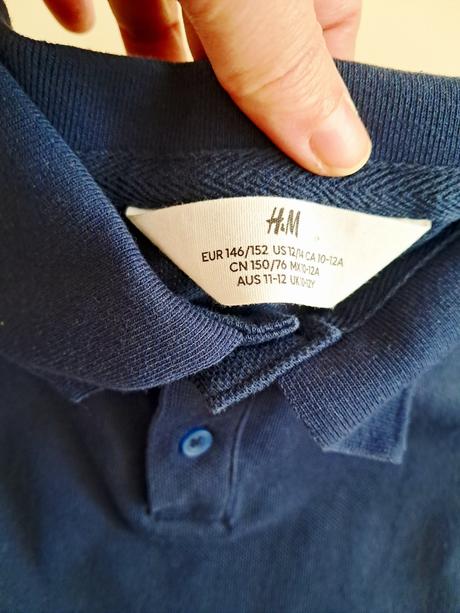 H&M
EUR 146/152 US 12/14 CA 10-12A
CN 150/76 MX 10-12A
AUS 11-12 UK 10-12Y